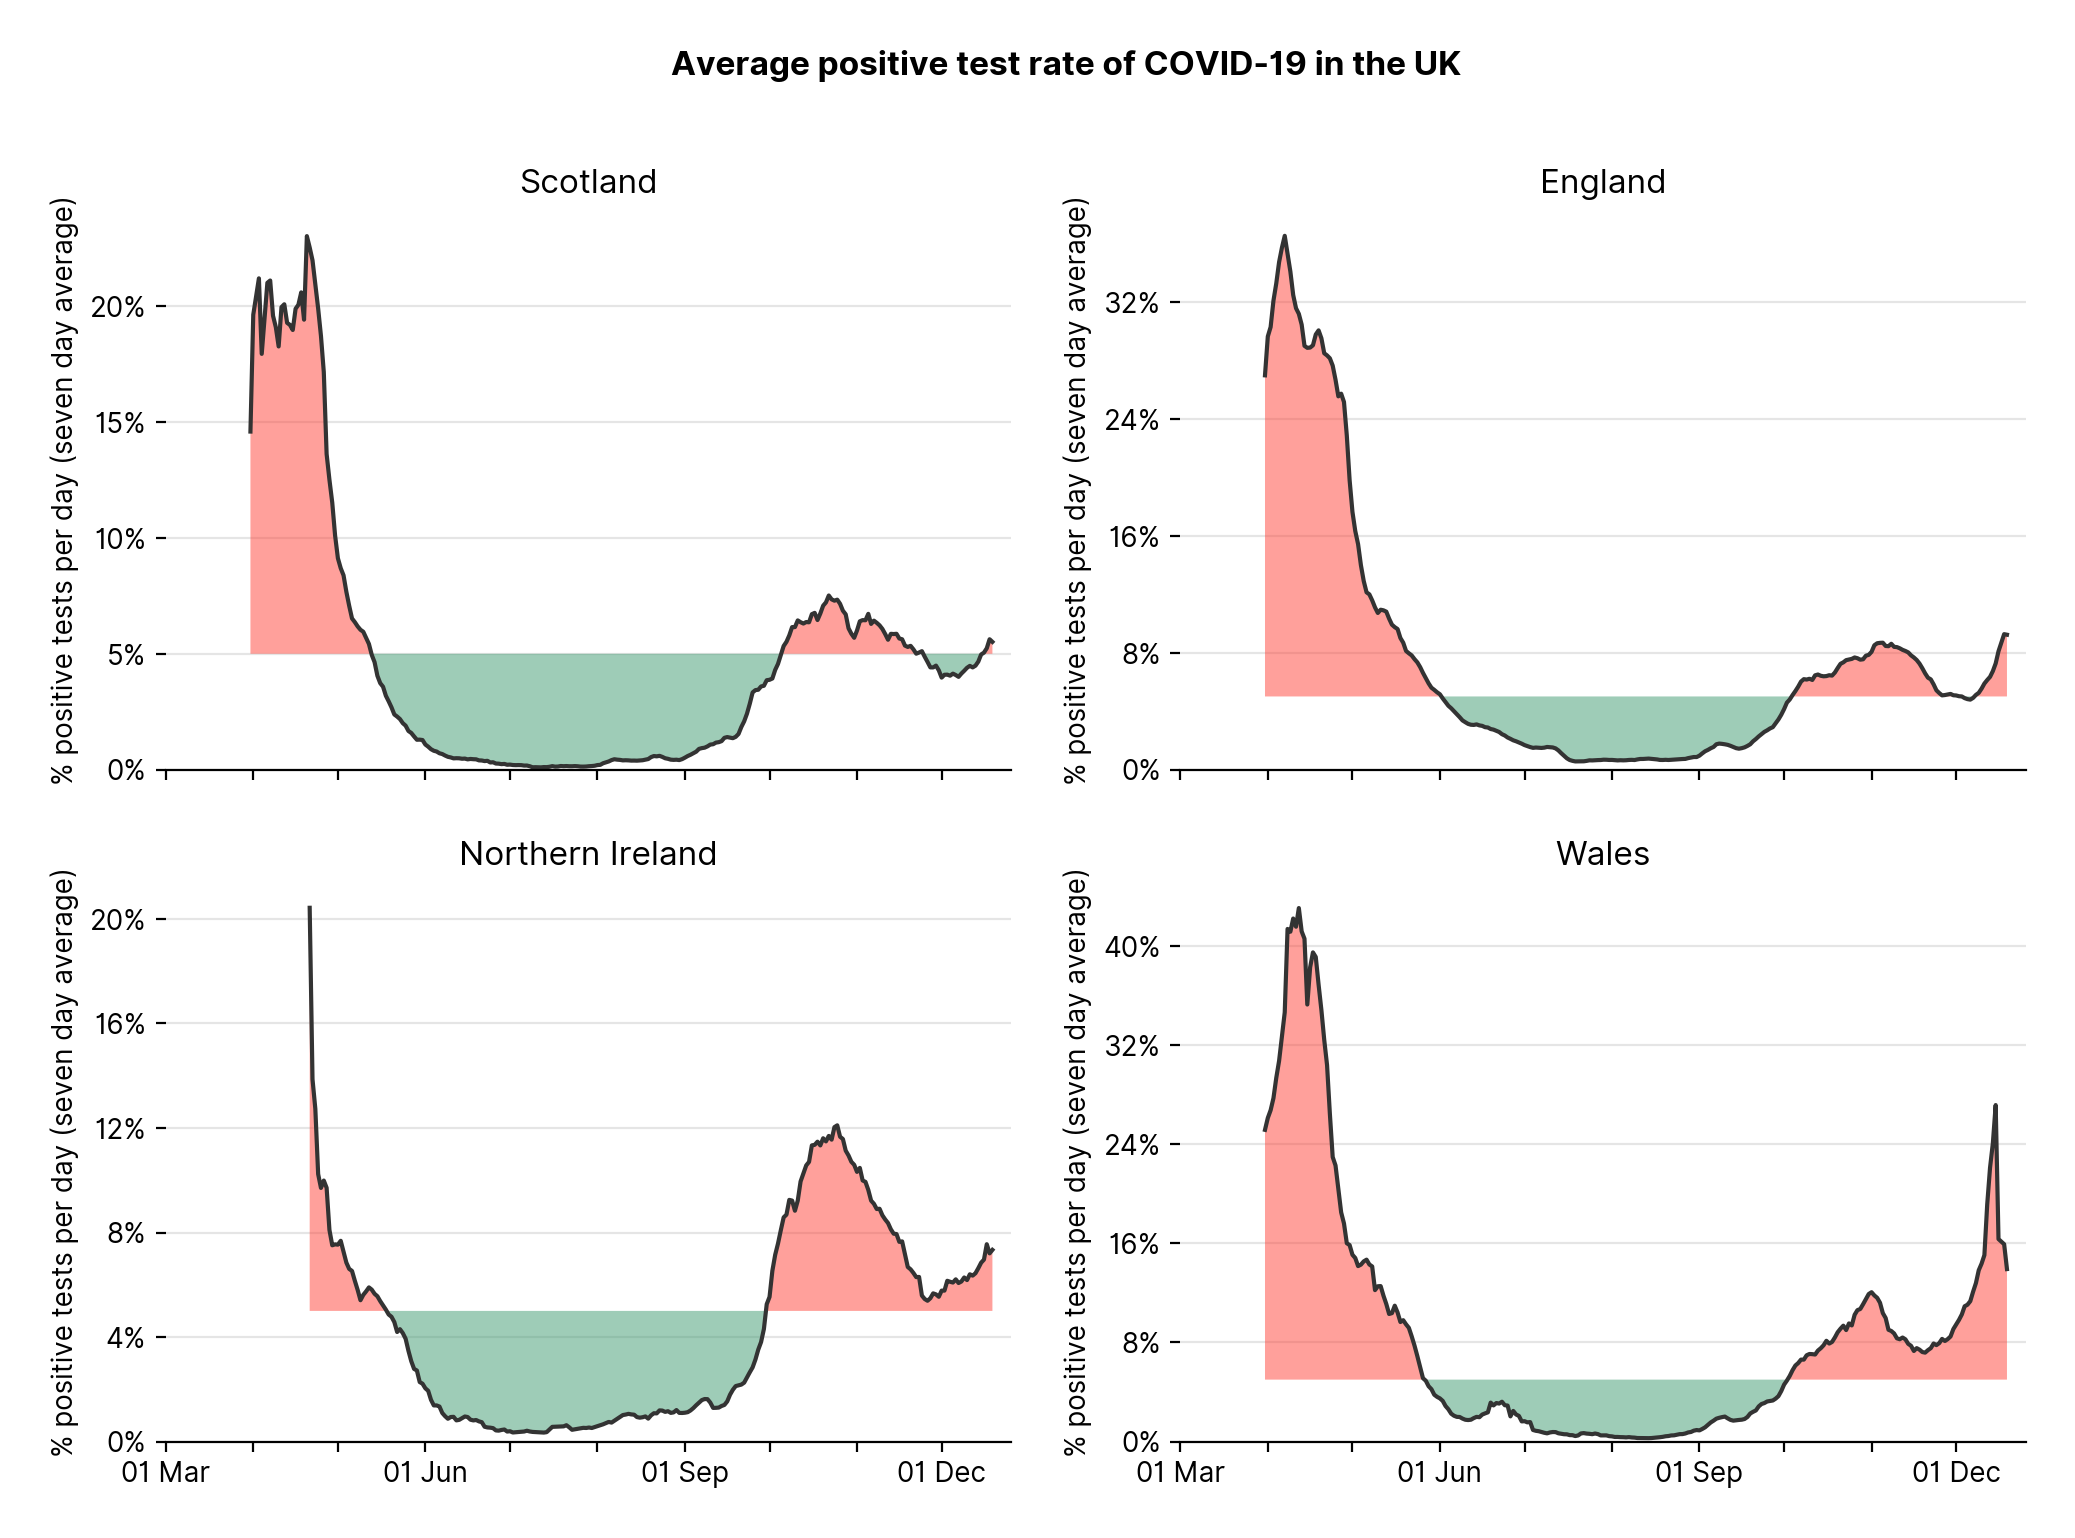 Average positive test rate of COVID-19 in the UK
Scotland
% positive tests per day (seven day average)
20%
15%
10%
5%
0%
England
% positive tests per day (seven day average)
32%
24%
16%
8%
0%
Northern Ireland
% positive tests per day (seven day average)
20%
16%
12%
8%
4%
0%
01 Mar
01 Jun
01 Sep
01 Dec
Wales
% positive tests per day (seven day average)
40%
32%
24%
16%
8%
0%
01 Mar
01 Jun
01 Sep
01 Dec